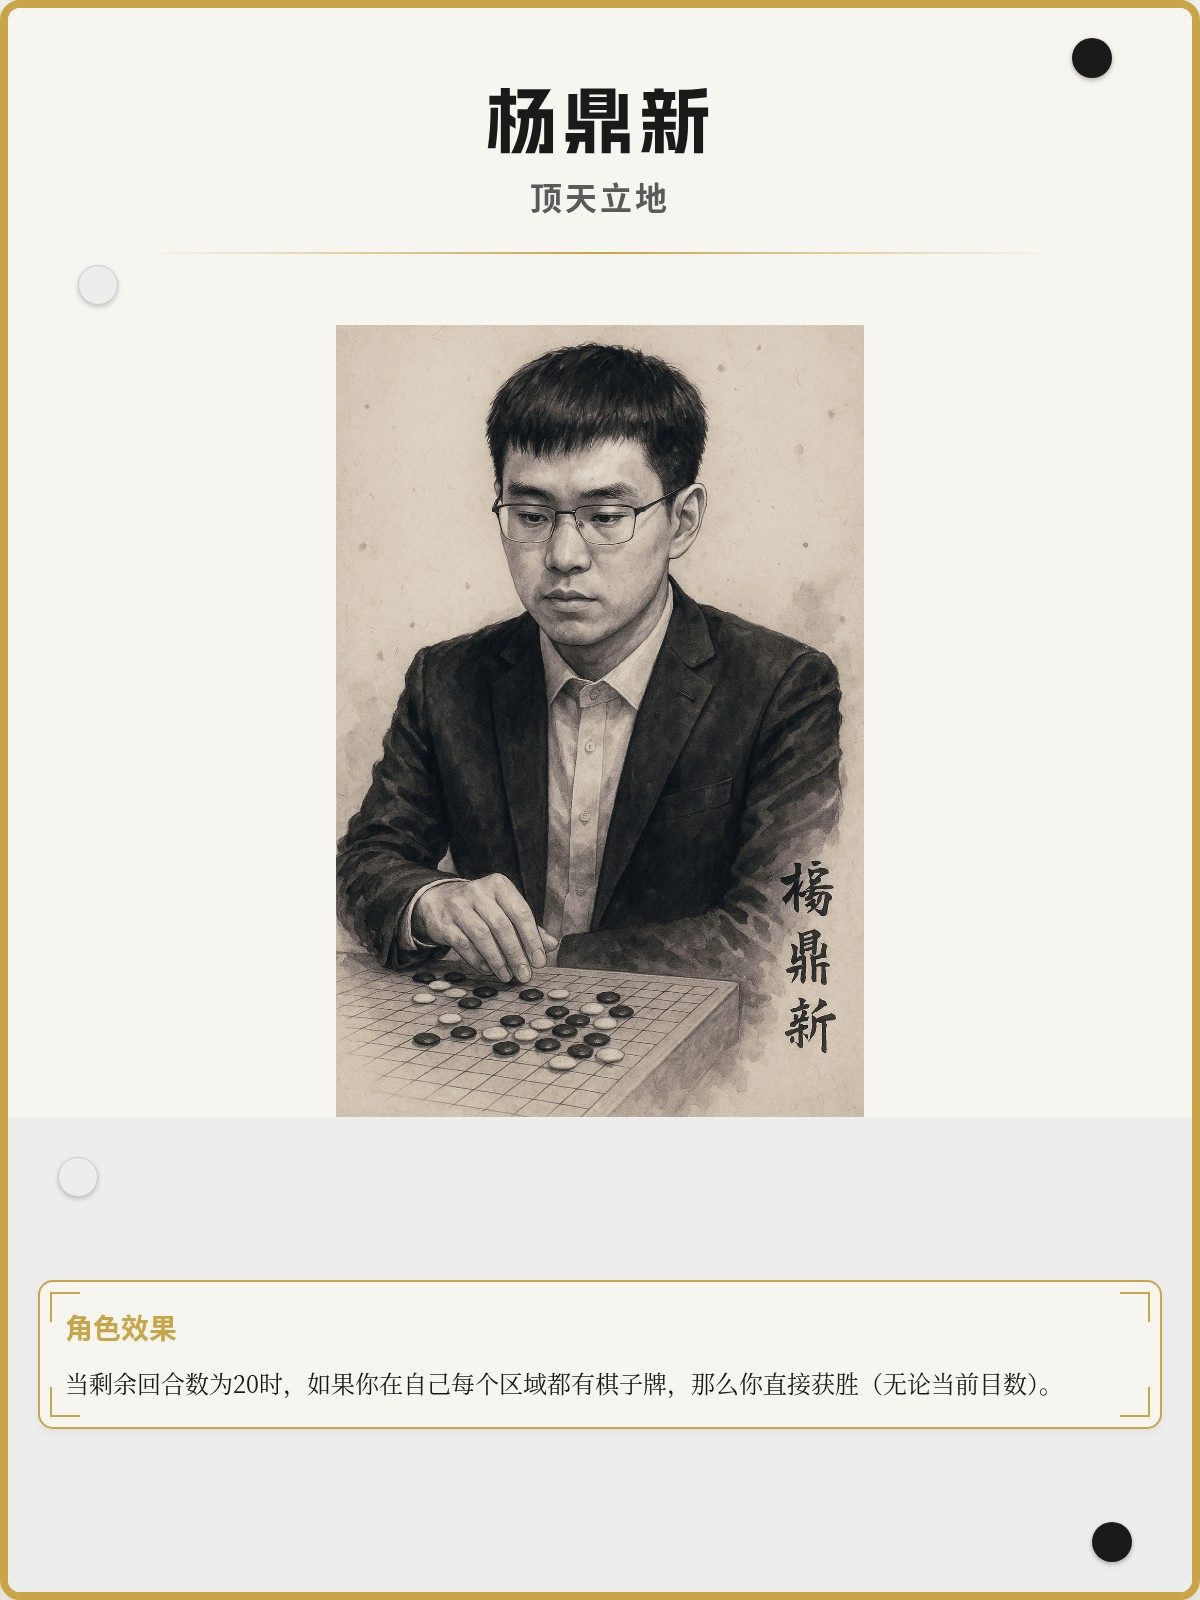 杨鼎新
顶天立地
楊
鼎
新
角色效果
当剩余回合数为20时，如果你在自己每个区域都有棋子牌，那么你直接获胜（无论当前目数）。